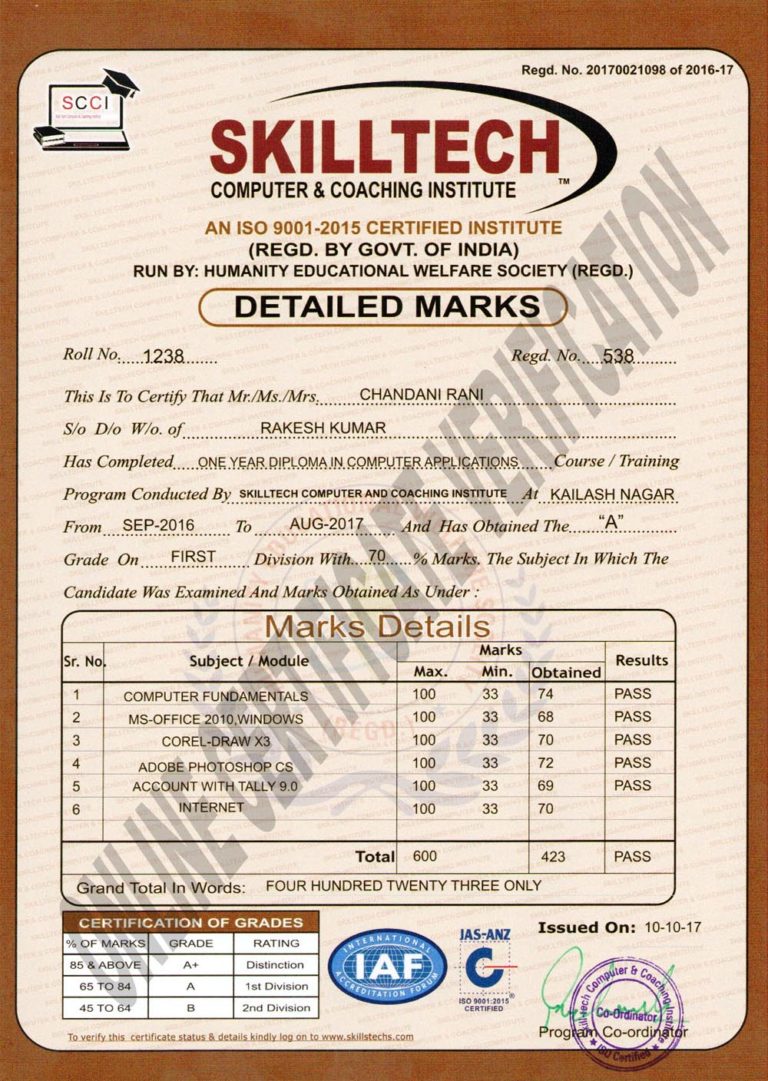 Regd. No. 20170021098 of 2016-17
SCCI
SKILLTECH
COMPUTER & COACHING INSTITUTE ™
AN ISO 9001-2015 CERTIFIED INSTITUTE
(REGD. BY GOVT. OF INDIA)
RUN BY: HUMANITY EDUCATIONAL WELFARE SOCIETY (REGD.)
DETAILED MARKS
ONLINE CERTIFICATE VERIFICATION
Roll No. 1238 Regd. No. 538
This Is To Certify That Mr./Ms./Mrs. CHANDANI RANI
S/o D/o W/o. of RAKESH KUMAR
Has Completed ONE YEAR DIPLOMA IN COMPUTER APPLICATIONS Course / Training
Program Conducted By SKILLTECH COMPUTER AND COACHING INSTITUTE At KAILASH NAGAR
From SEP-2016 To AUG-2017 And Has Obtained The "A"
Grade On FIRST Division With 70 % Marks. The Subject In Which The
Candidate Was Examined And Marks Obtained As Under :
Marks Details
Sr. No. Subject / Module Marks Results
Max. Min. Obtained
1 COMPUTER FUNDAMENTALS 100 33 74 PASS
2 MS-OFFICE 2010,WINDOWS 100 33 68 PASS
3 COREL-DRAW X3 100 33 70 PASS
4 ADOBE PHOTOSHOP CS 100 33 72 PASS
5 ACCOUNT WITH TALLY 9.0 100 33 69 PASS
6 INTERNET 100 33 70
(REGD.)
Total 600 423 PASS
Grand Total In Words: FOUR HUNDRED TWENTY THREE ONLY
CERTIFICATION OF GRADES
% OF MARKS GRADE RATING
85 & ABOVE A+ Distinction
65 TO 84 A 1st Division
45 TO 64 B 2nd Division
INTERNATIONAL
IAF
ACCREDITATION FORUM
JAS-ANZ
C
ISO 9001:2015
CERTIFIED
Issued On: 10-10-17
Skilltech Computer & Coaching Institute
Co-Ordinator
ISO Certified
Program Co-ordinator
To verify this certificate status & details kindly log on to www.skillstechs.com